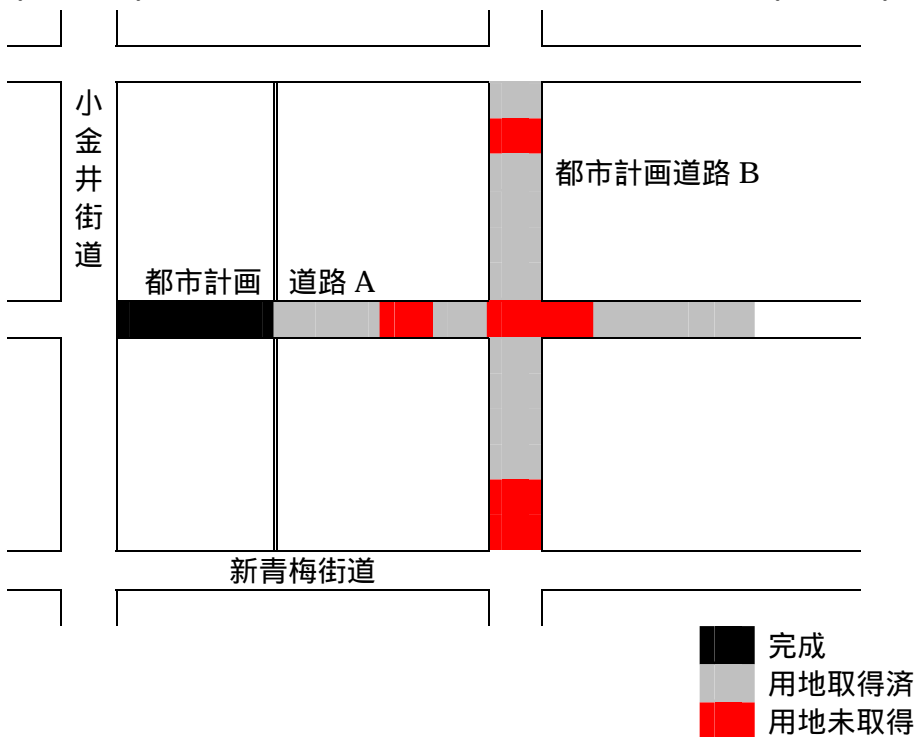 小金井街道
都市計画道路 B
都市計画 道路 A
新青梅街道
完成
用地取得済
用地未取得